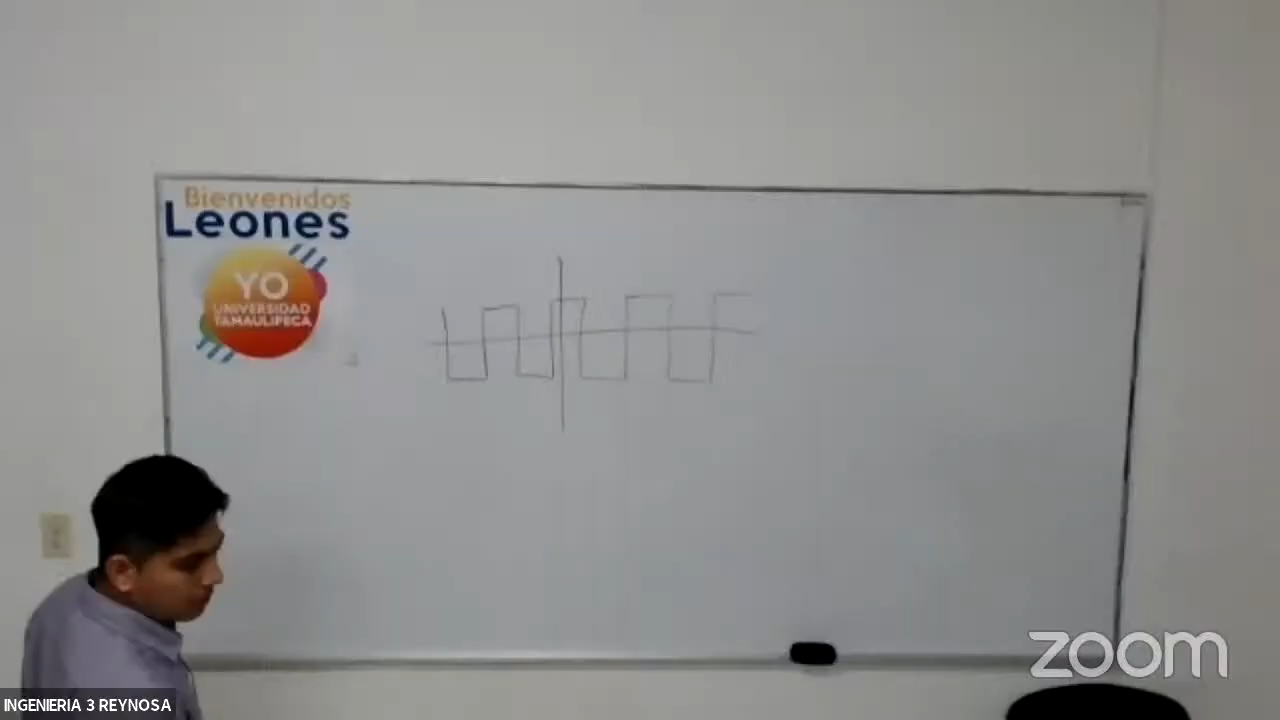 Bienvenidos
Leones
YO
UNIVERSIDAD
TAMAULIPECA
zoom
INGENIERIA 3 REYNOSA